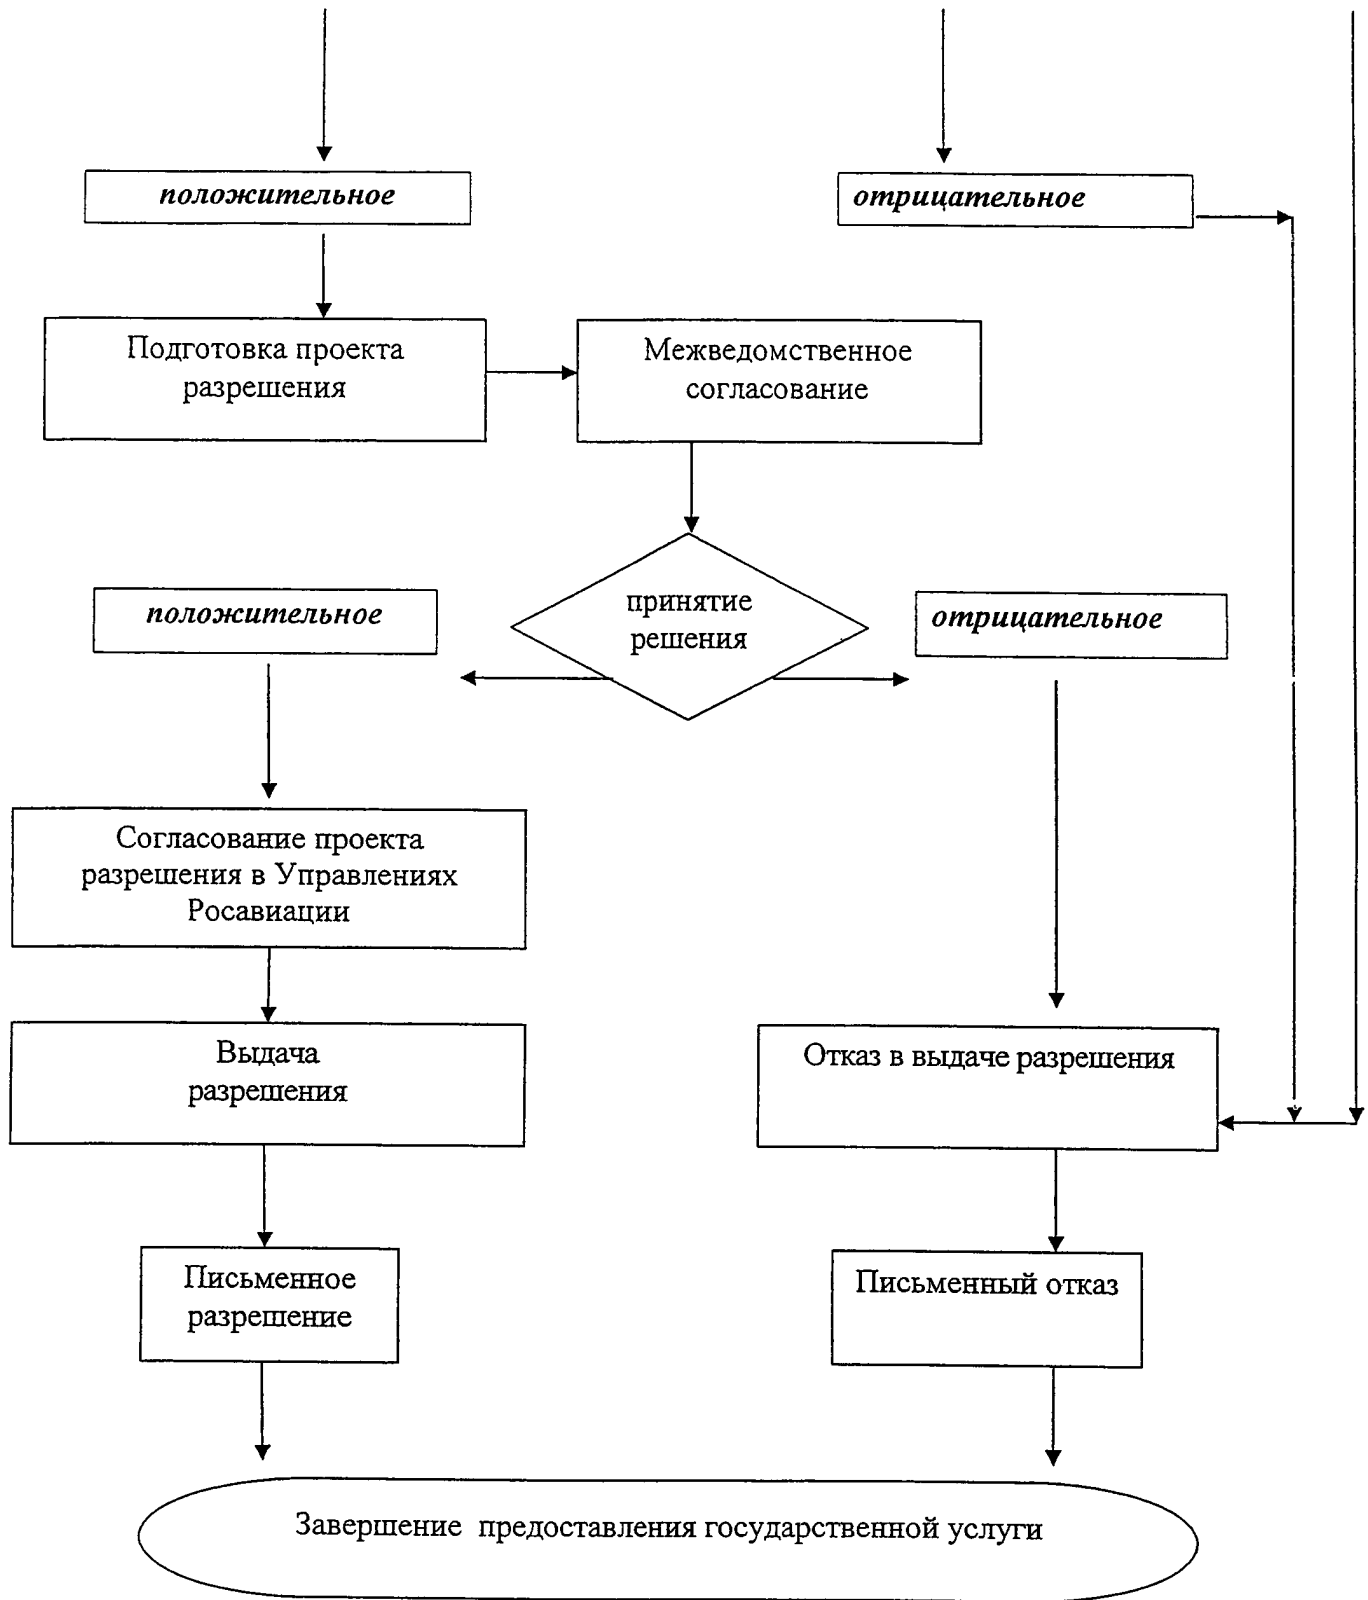 положительное
отрицательное
Подготовка проекта
разрешения
Межведомственное
согласование
положительное
принятие
решения
отрицательное
Согласование проекта
разрешения в Управлениях
Росавиации
Выдача
разрешения
Отказ в выдаче разрешения
Письменное
разрешение
Письменный отказ
Завершение предоставления государственной услуги